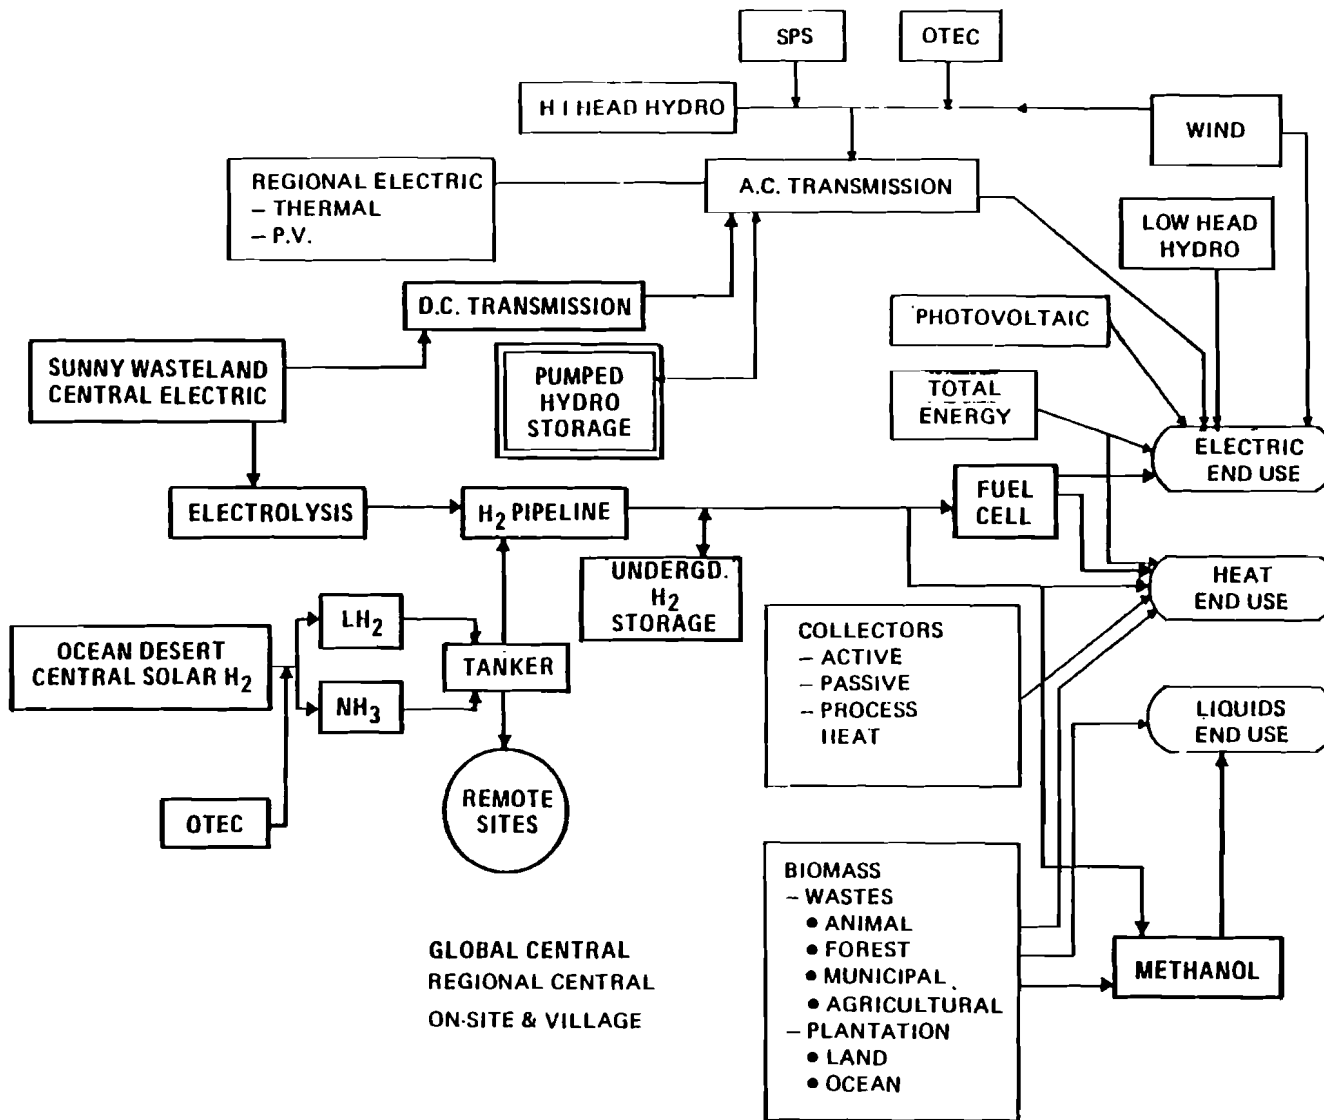 SPS
OTEC
HI HEAD HYDRO
WIND
REGIONAL ELECTRIC
– THERMAL
– P.V.
A.C. TRANSMISSION
LOW HEAD
HYDRO
D.C. TRANSMISSION
PHOTOVOLTAIC
SUNNY WASTELAND
CENTRAL ELECTRIC
PUMPED
HYDRO
STORAGE
TOTAL
ENERGY
ELECTRIC
END USE
ELECTROLYSIS
H2 PIPELINE
FUEL
CELL
UNDERGD.
H2
STORAGE
HEAT
END USE
OCEAN DESERT
CENTRAL SOLAR H2
LH2
NH3
TANKER
COLLECTORS
– ACTIVE
– PASSIVE
– PROCESS
HEAT
LIQUIDS
END USE
OTEC
REMOTE
SITES
BIOMASS
– WASTES
● ANIMAL
● FOREST
● MUNICIPAL
● AGRICULTURAL
– PLANTATION
● LAND
● OCEAN
METHANOL
GLOBAL CENTRAL
REGIONAL CENTRAL
ON-SITE & VILLAGE